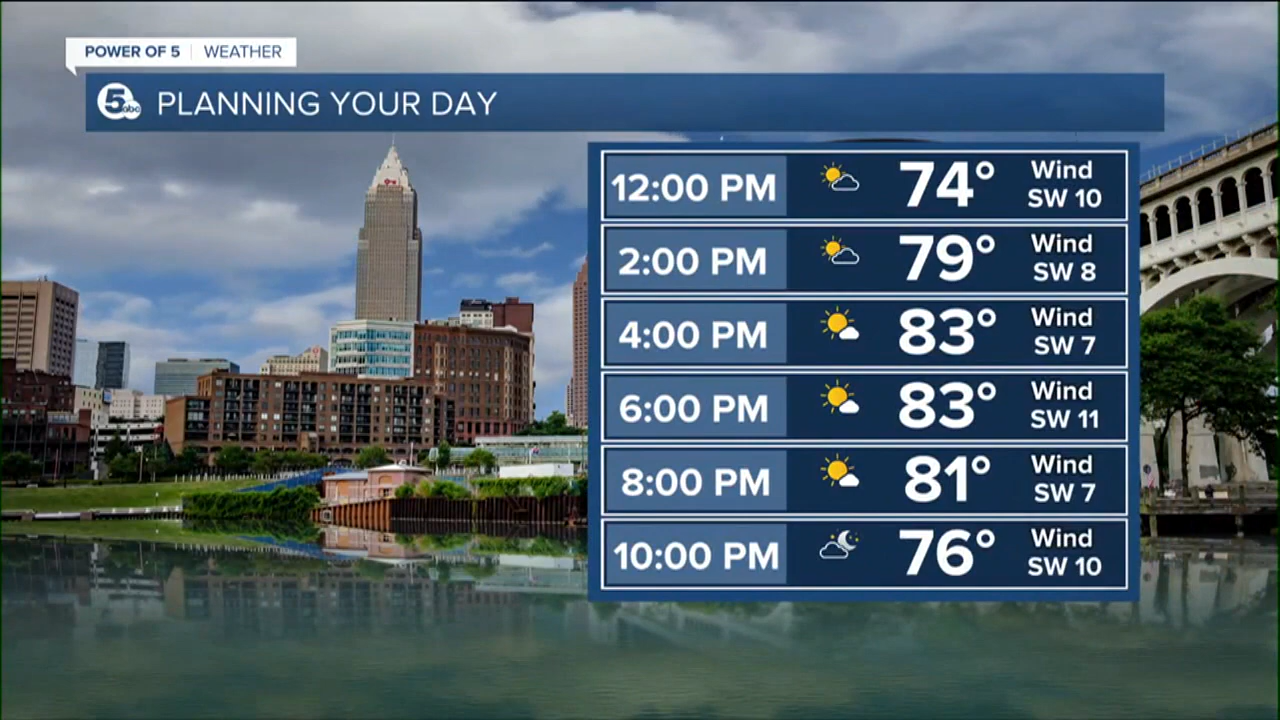 POWER OF 5 | WEATHER
5 abc PLANNING YOUR DAY
12:00 PM 74° Wind SW 10
2:00 PM 79° Wind SW 8
4:00 PM 83° Wind SW 7
6:00 PM 83° Wind SW 11
8:00 PM 81° Wind SW 7
10:00 PM 76° Wind SW 10